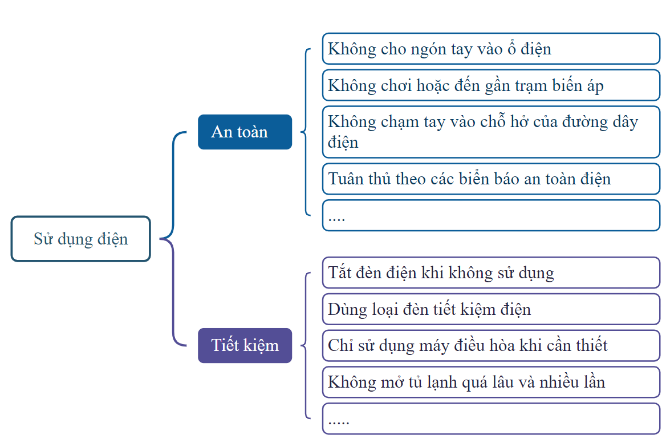 Sử dụng điện
An toàn
Không cho ngón tay vào ổ điện
Không chơi hoặc đến gần trạm biến áp
Không chạm tay vào chỗ hở của đường dây
điện
Tuân thủ theo các biển báo an toàn điện
....
Tiết kiệm
Tắt đèn điện khi không sử dụng
Dùng loại đèn tiết kiệm điện
Chỉ sử dụng máy điều hòa khi cần thiết
Không mở tủ lạnh quá lâu và nhiều lần
.....